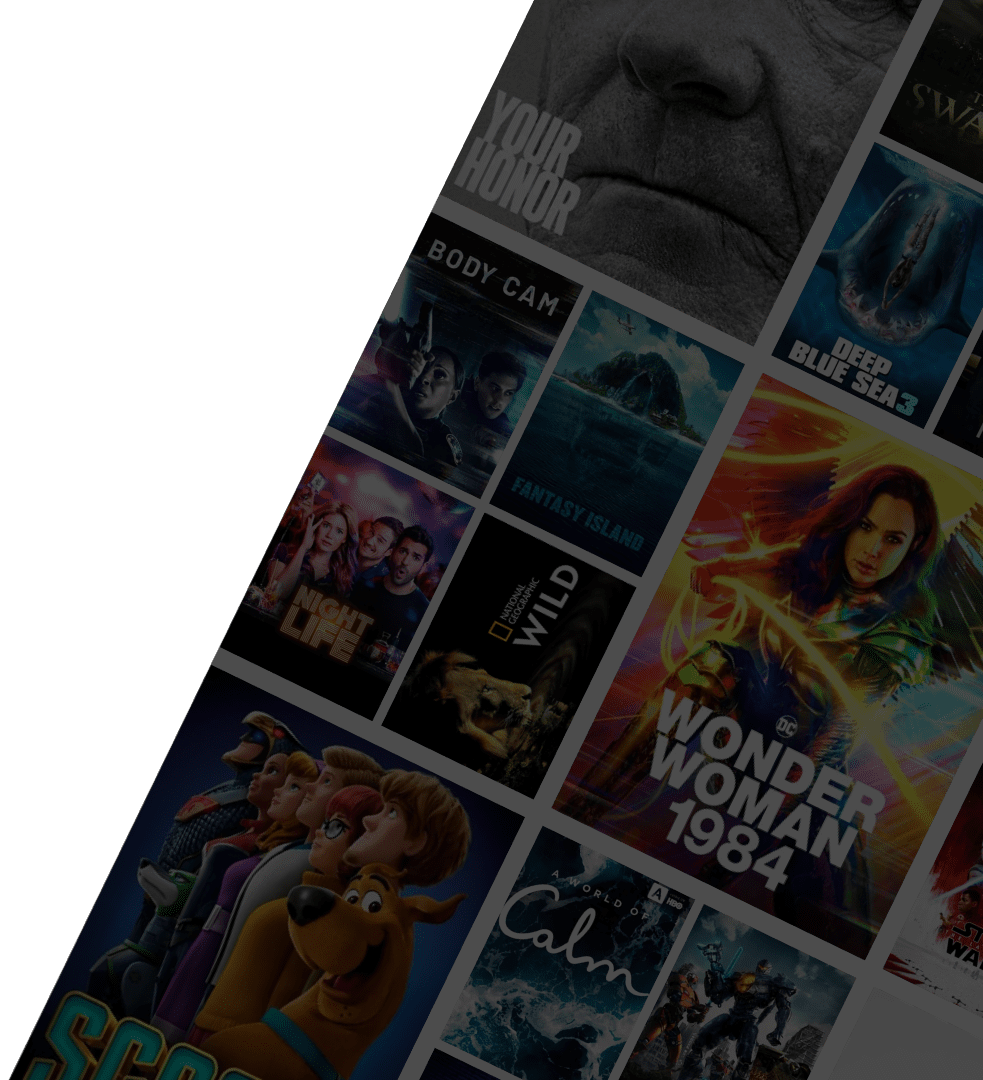 YOUR
HONOR
BODY CAM
DEEP
BLUE SEA 3
FANTASY ISLAND
NATIONAL
GEOGRAPHIC
WILD
NIGHT
LIFE
DC
WONDER
WOMAN
1984
A WORLD OF
Calm
A HBO